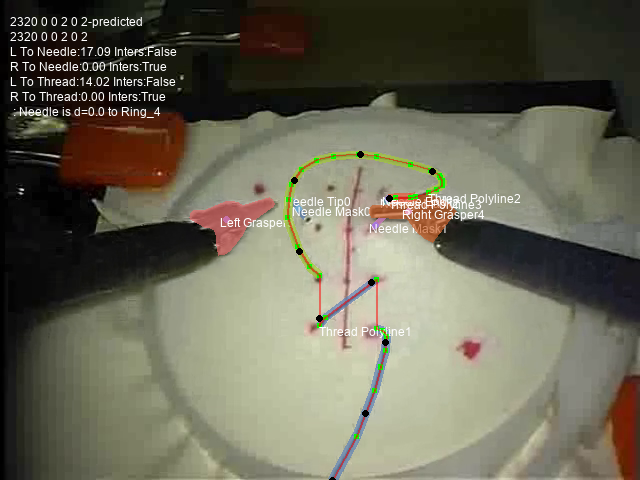 2320 0 0 2 0 2-predicted
2320 0 0 2 0 2
L To Needle:17.09 Inters:False
R To Needle:0.00 Inters:True
L To Thread:14.02 Inters:False
R To Thread:0.00 Inters:True
: Needle is d=0.0 to Ring_4
eedle Tip0
Thread Polyline2
Thread Polyline3
Needle Mask0
Right Grasper4
Left Grasper
Needle Mask1
Thread Polyline1